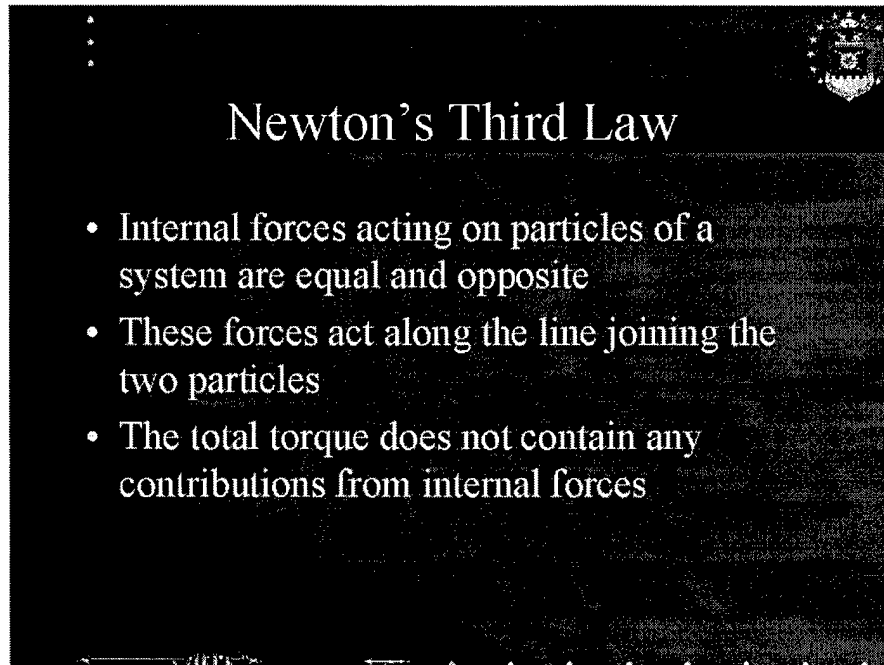 Newton's Third Law
• Internal forces acting on particles of a
system are equal and opposite
• These forces act along the line joining the
two particles
• The total torque does not contain any
contributions from internal forces